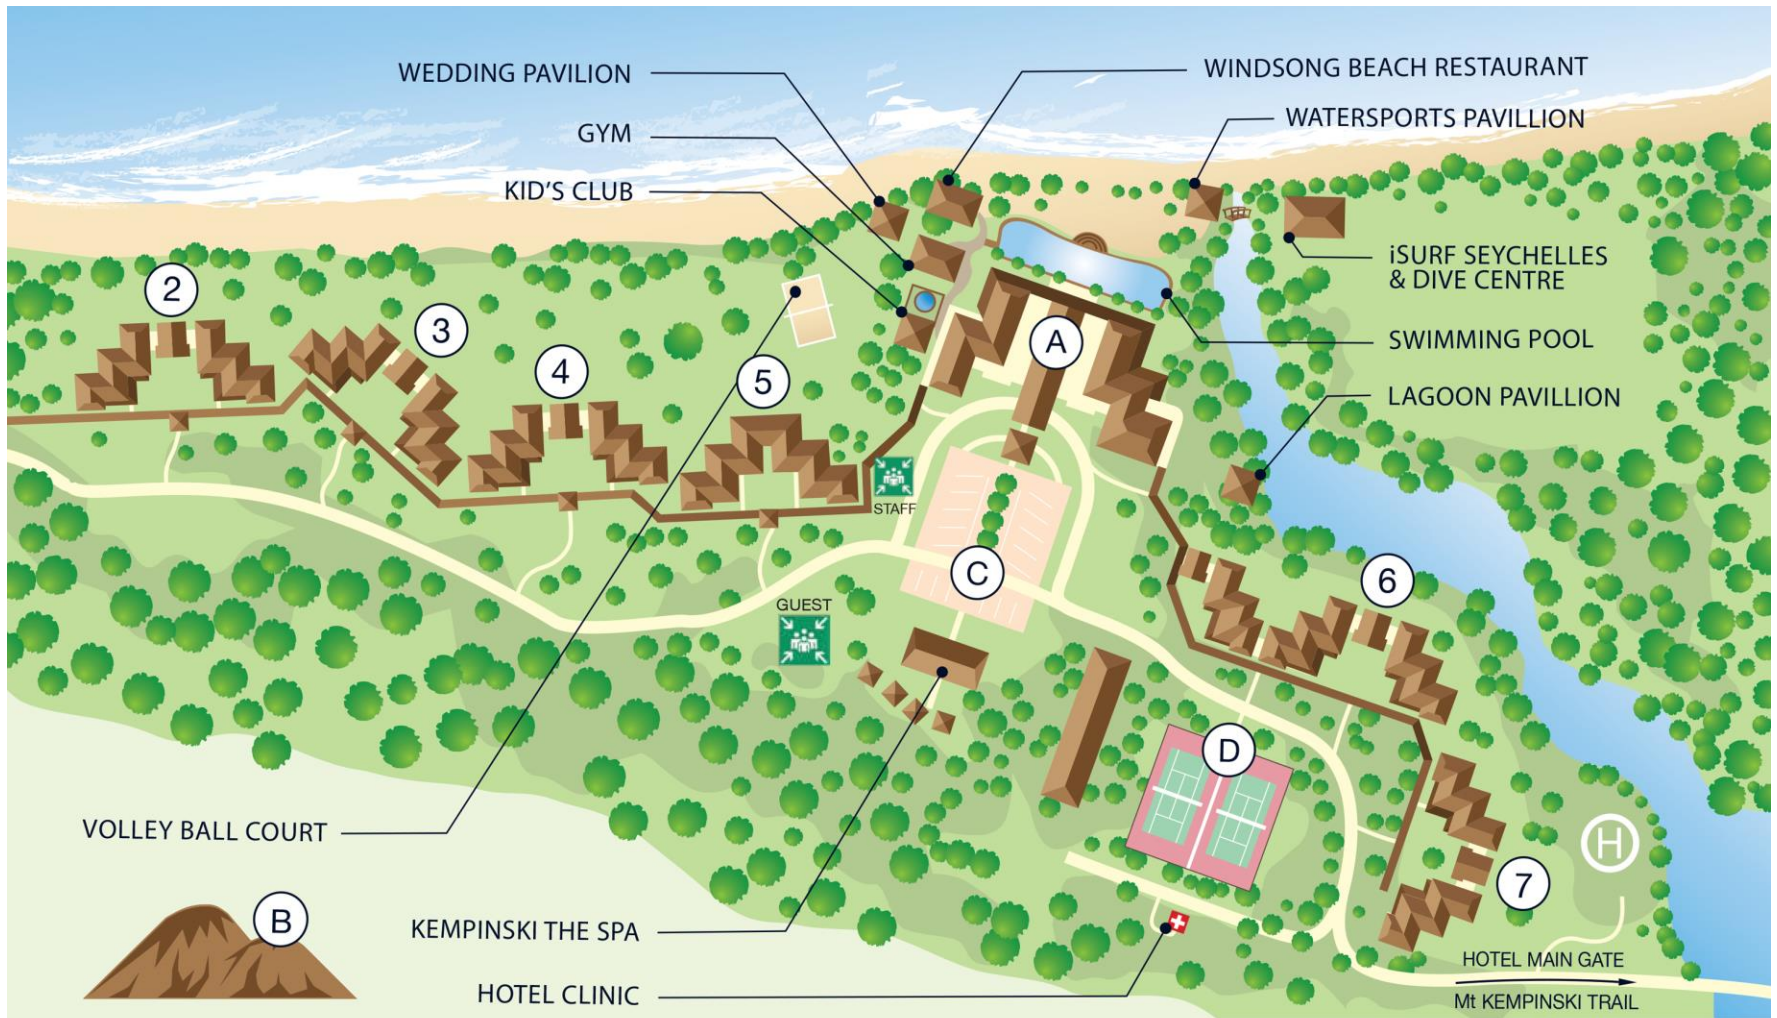 WEDDING PAVILION
WINDSONG BEACH RESTAURANT
GYM
WATERSPORTS PAVILLION
KID'S CLUB
iSURF SEYCHELLES
& DIVE CENTRE
2
3
A
SWIMMING POOL
4
5
LAGOON PAVILLION
STAFF
C
6
GUEST
D
VOLLEY BALL COURT
H
7
B
KEMPINSKI THE SPA
HOTEL CLINIC
HOTEL MAIN GATE
Mt KEMPINSKI TRAIL